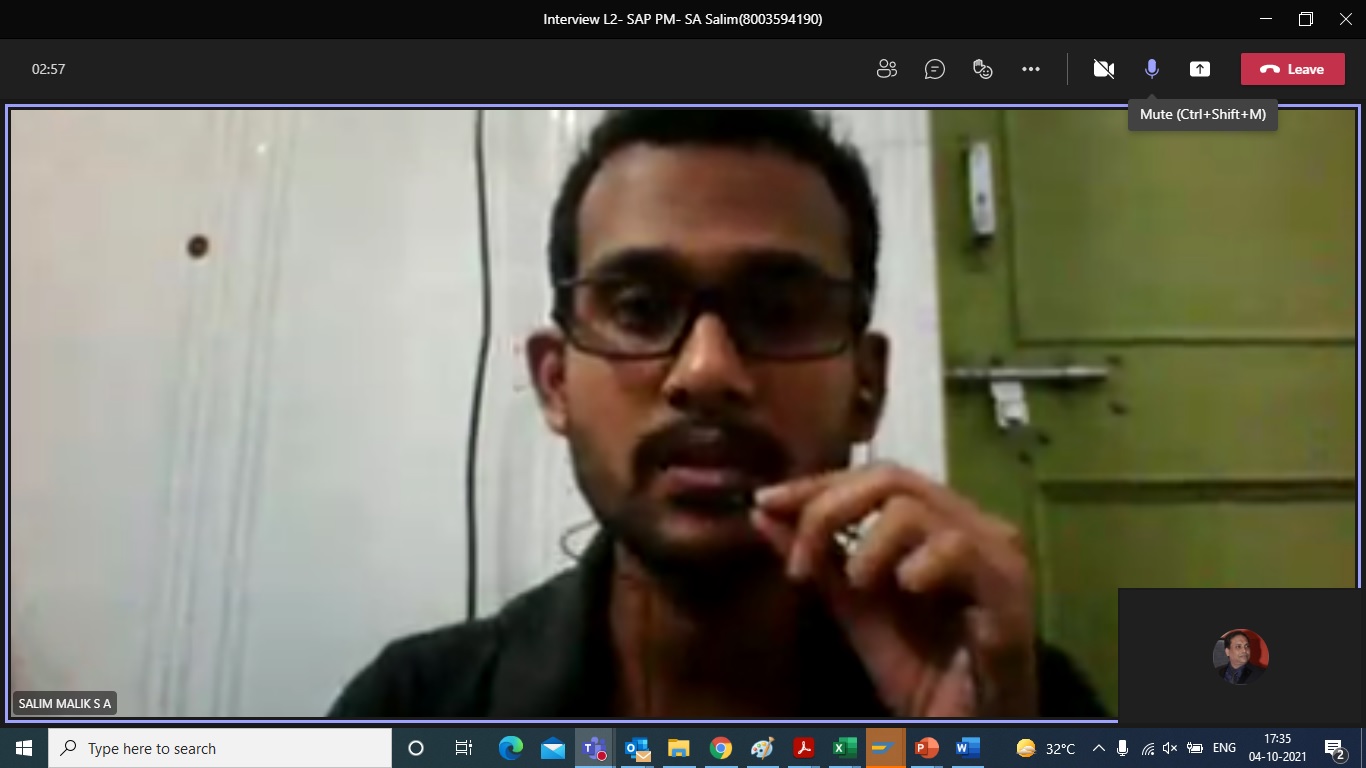 Interview L2- SAP PM- SA Salim(8003594190)
02:57
Leave
Mute (Ctrl+Shift+M)
SALIM MALIK S A
Type here to search
32°C
ENG
17:35
04-10-2021
2